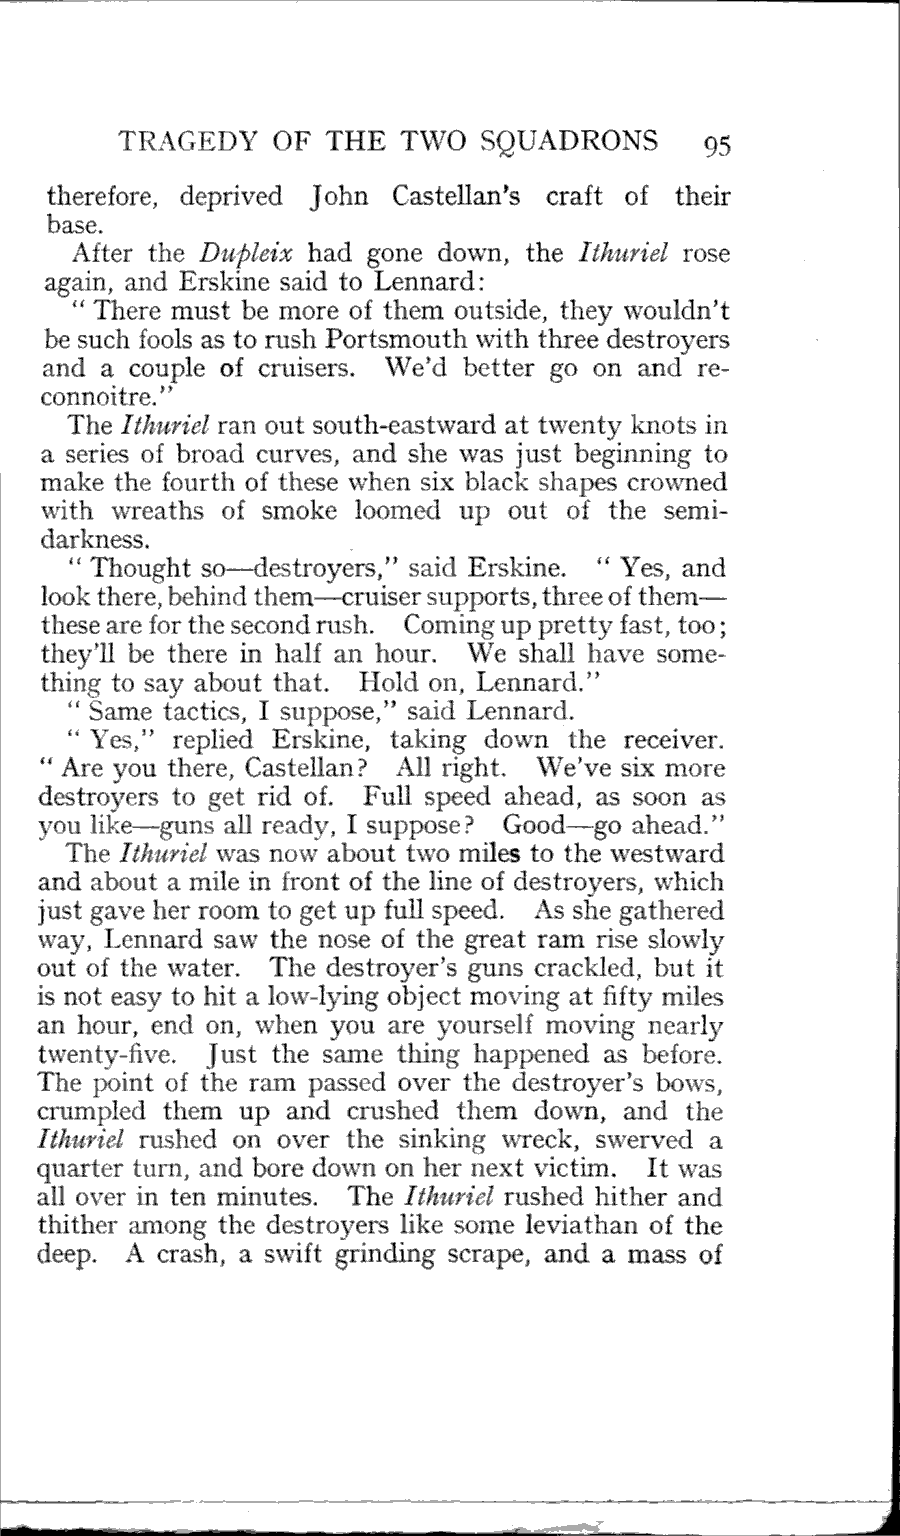 TRAGEDY OF THE TWO SQUADRONS 95
therefore, deprived John Castellan's craft of their
base.
After the Dupleix had gone down, the Ithuriel rose
again, and Erskine said to Lennard:
" There must be more of them outside, they wouldn't
be such fools as to rush Portsmouth with three destroyers
and a couple of cruisers. We'd better go on and re-
connoitre."
The Ithuriel ran out south-eastward at twenty knots in
a series of broad curves, and she was just beginning to
make the fourth of these when six black shapes crowned
with wreaths of smoke loomed up out of the semi-
darkness.
" Thought so—destroyers," said Erskine. " Yes, and
look there, behind them—cruiser supports, three of them—
these are for the second rush. Coming up pretty fast, too;
they'll be there in half an hour. We shall have some-
thing to say about that. Hold on, Lennard."
" Same tactics, I suppose," said Lennard.
" Yes," replied Erskine, taking down the receiver.
" Are you there, Castellan? All right. We've six more
destroyers to get rid of. Full speed ahead, as soon as
you like—guns all ready, I suppose? Good—go ahead."
The Ithuriel was now about two miles to the westward
and about a mile in front of the line of destroyers, which
just gave her room to get up full speed. As she gathered
way, Lennard saw the nose of the great ram rise slowly
out of the water. The destroyer's guns crackled, but it
is not easy to hit a low-lying object moving at fifty miles
an hour, end on, when you are yourself moving nearly
twenty-five. Just the same thing happened as before.
The point of the ram passed over the destroyer's bows,
crumpled them up and crushed them down, and the
Ithuriel rushed on over the sinking wreck, swerved a
quarter turn, and bore down on her next victim. It was
all over in ten minutes. The Ithuriel rushed hither and
thither among the destroyers like some leviathan of the
deep. A crash, a swift grinding scrape, and a mass of